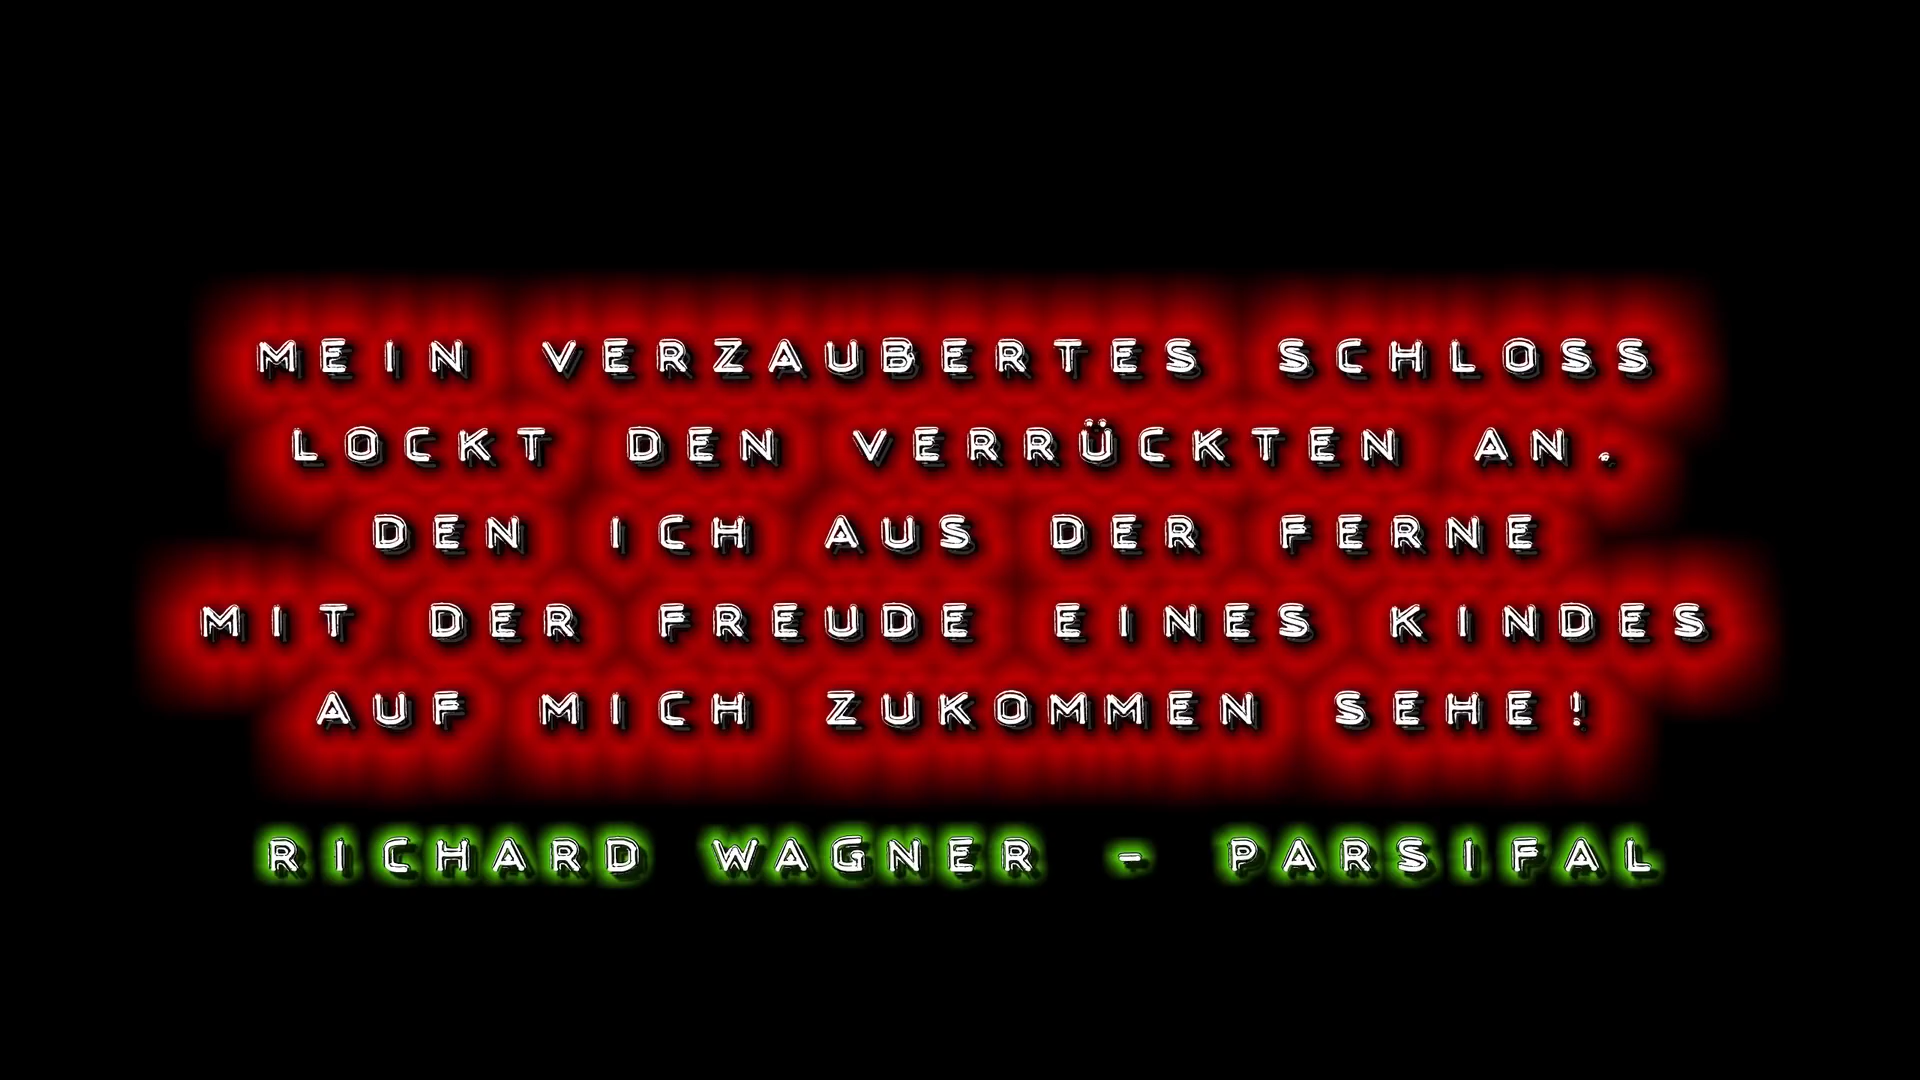 MEIN VERZAUBERTES SCHLOSS
LOCKT DEN VERRÜCKTEN AN.
DEN ICH AUS DER FERNE
MIT DER FREUDE EINES KINDES
AUF MICH ZUKOMMEN SEHE!
RICHARD WAGNER - PARSIFAL